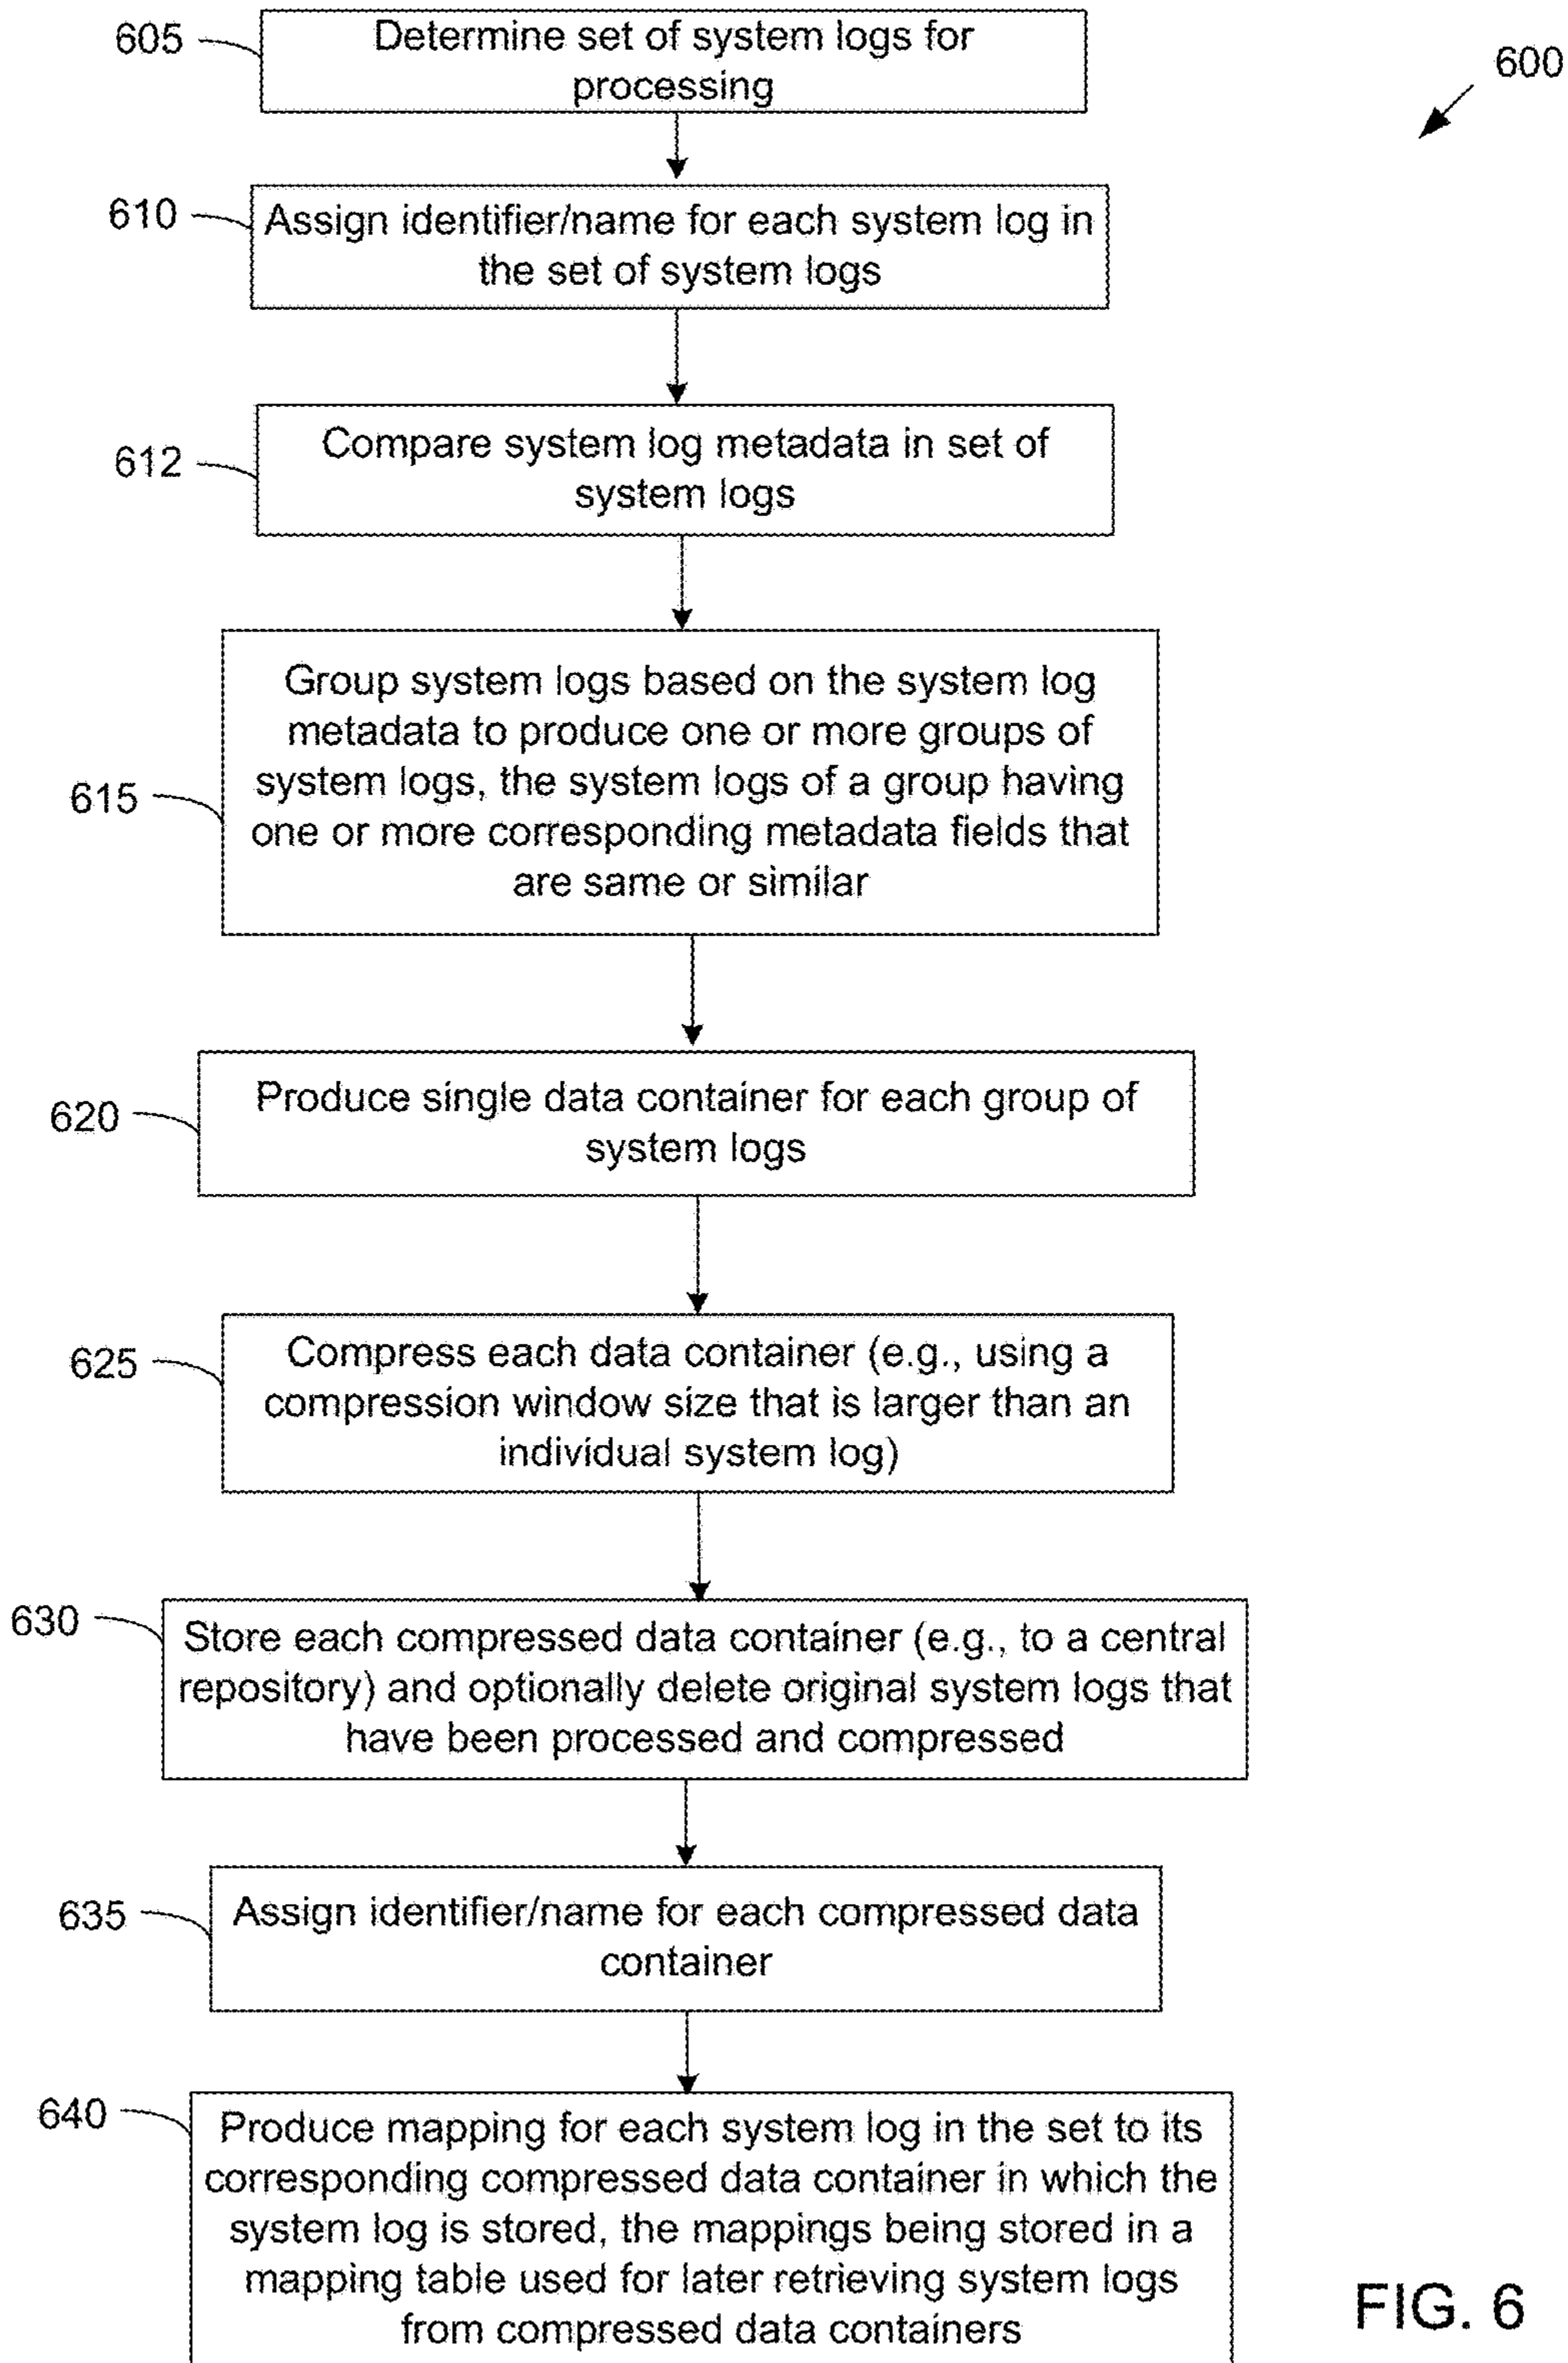 600
605
Determine set of system logs for
processing
610
Assign identifier/name for each system log in
the set of system logs
612
Compare system log metadata in set of
system logs
615
Group system logs based on the system log
metadata to produce one or more groups of
system logs, the system logs of a group having
one or more corresponding metadata fields that
are same or similar
620
Produce single data container for each group of
system logs
625
Compress each data container (e.g., using a
compression window size that is larger than an
individual system log)
630
Store each compressed data container (e.g., to a central
repository) and optionally delete original system logs that
have been processed and compressed
635
Assign identifier/name for each compressed data
container
640
Produce mapping for each system log in the set to its
corresponding compressed data container in which the
system log is stored, the mappings being stored in a
mapping table used for later retrieving system logs
from compressed data containers
FIG. 6